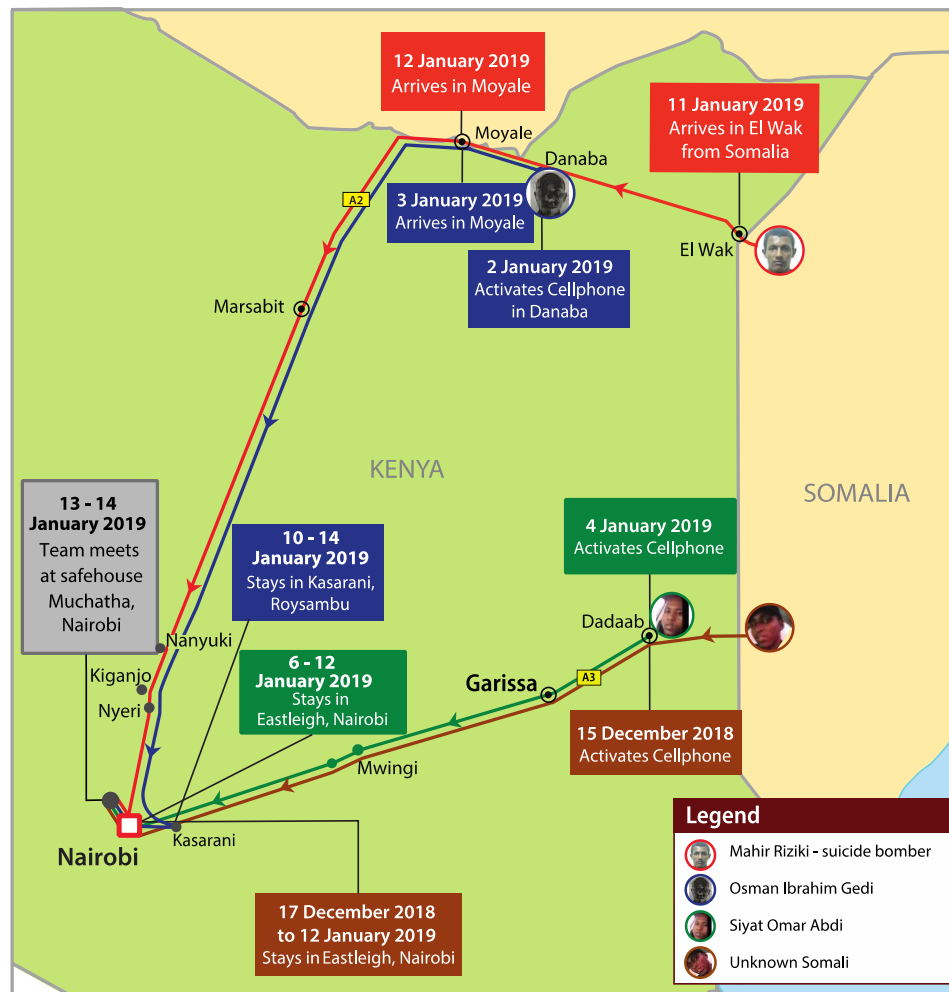 12 January 2019
Arrives in Moyale
11 January 2019
Arrives in El Wak
from Somalia
Moyale
Danaba
A2
3 January 2019
Arrives in Moyale
El Wak
2 January 2019
Activates Cellphone
in Danaba
Marsabit
KENYA
SOMALIA
13 - 14
January 2019
Team meets
at safehouse
Muchatha,
Nairobi
10 - 14
January 2019
Stays in Kasarani,
Roysambu
4 January 2019
Activates Cellphone
Dadaab
Nanyuki
Kiganjo
Nyeri
6 - 12
January 2019
Stays in
Eastleigh, Nairobi
Garissa
A3
15 December 2018
Activates Cellphone
Mwingi
Kasarani
Nairobi
17 December 2018
to 12 January 2019
Stays in Eastleigh, Nairobi
Legend
Mahir Riziki - suicide bomber
Osman Ibrahim Gedi
Siyat Omar Abdi
Unknown Somali